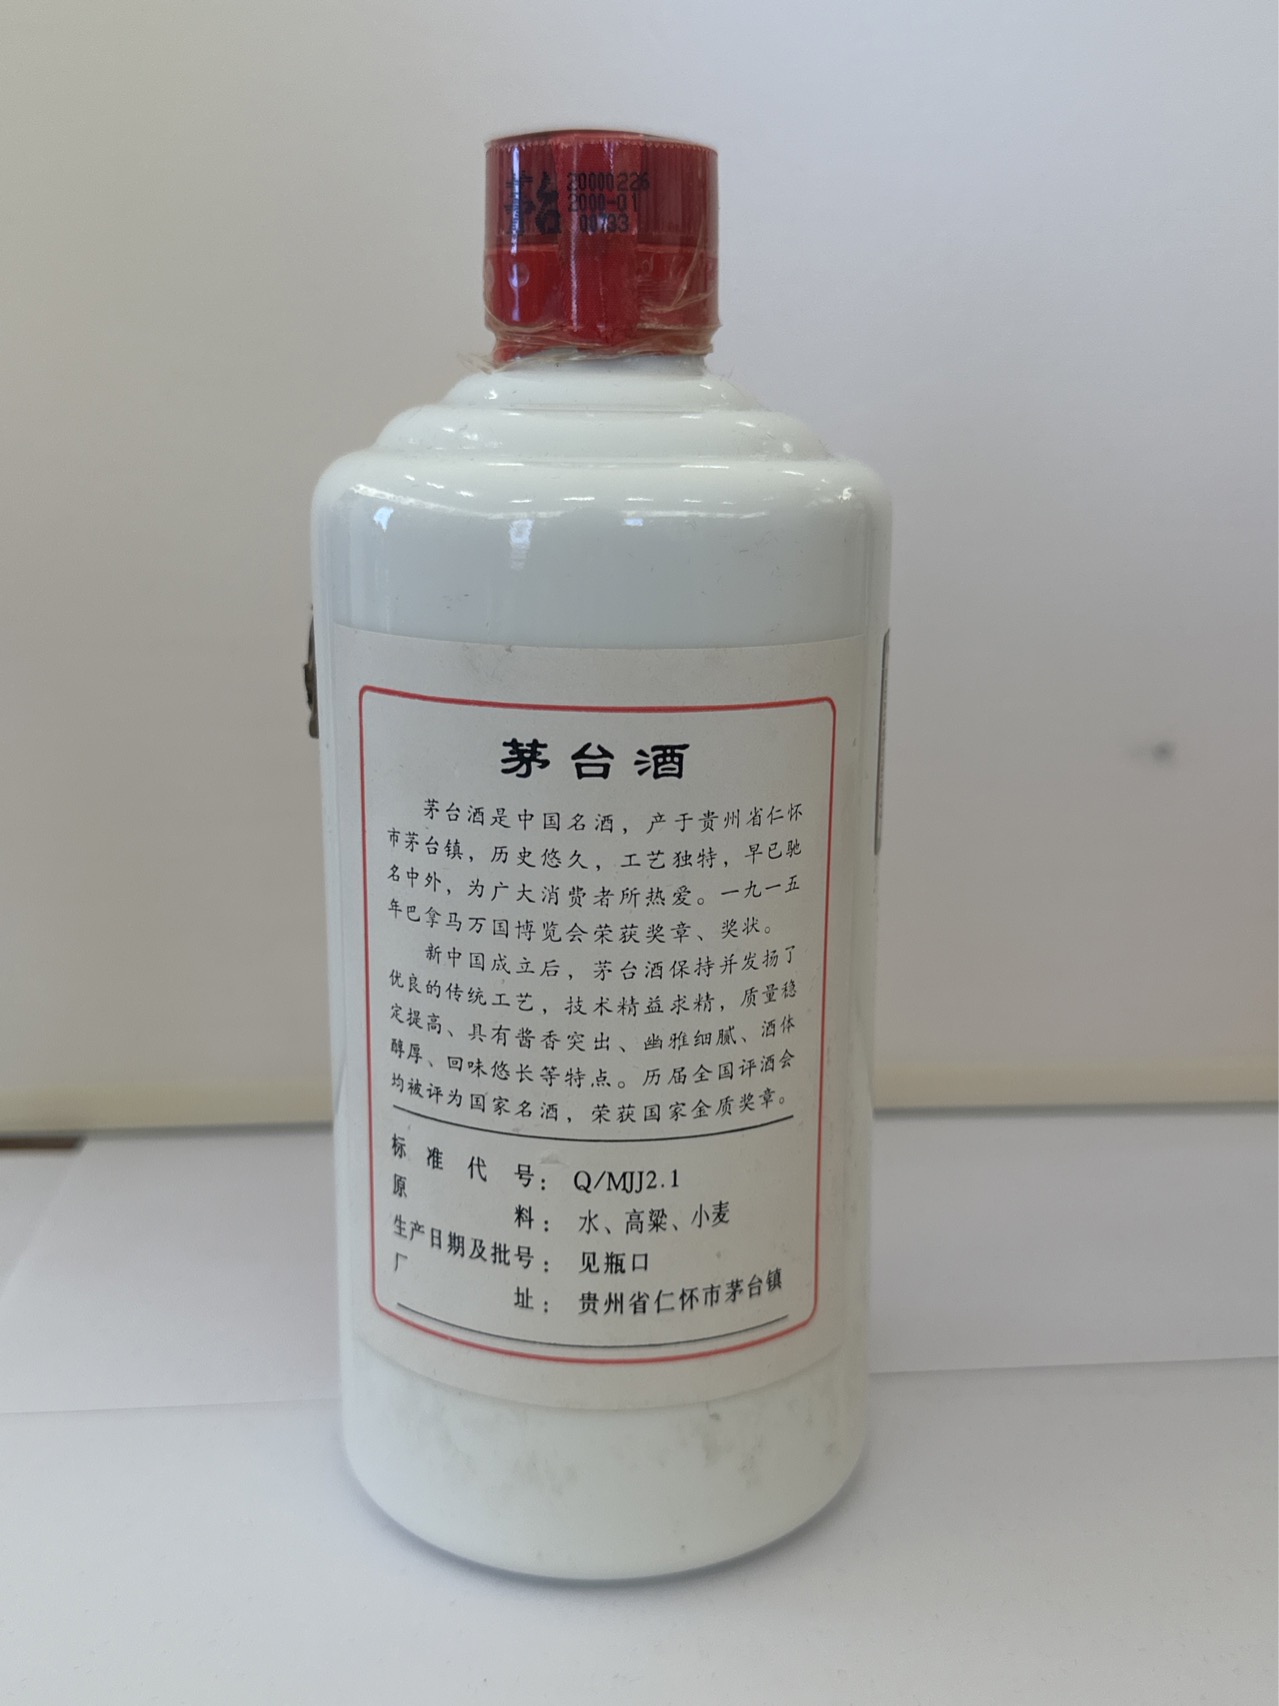 茅台
20000226
2000-01
00733
茅台酒
茅台酒是中国名酒，产于贵州省仁怀
市茅台镇，历史悠久，工艺独特，早已驰
名中外，为广大消费者所热爱。一九一五
年巴拿马万国博览会荣获奖章、奖状。
新中国成立后，茅台酒保持并发扬了
优良的传统工艺，技术精益求精，质量稳
定提高、具有酱香突出、幽雅细腻、酒体
醇厚、回味悠长等特点。历届全国评酒会
均被评为国家名酒，荣获国家金质奖章。
标准代号：Q/MJJ2.1
原料：水、高粱、小麦
生产日期及批号：见瓶口
厂址：贵州省仁怀市茅台镇